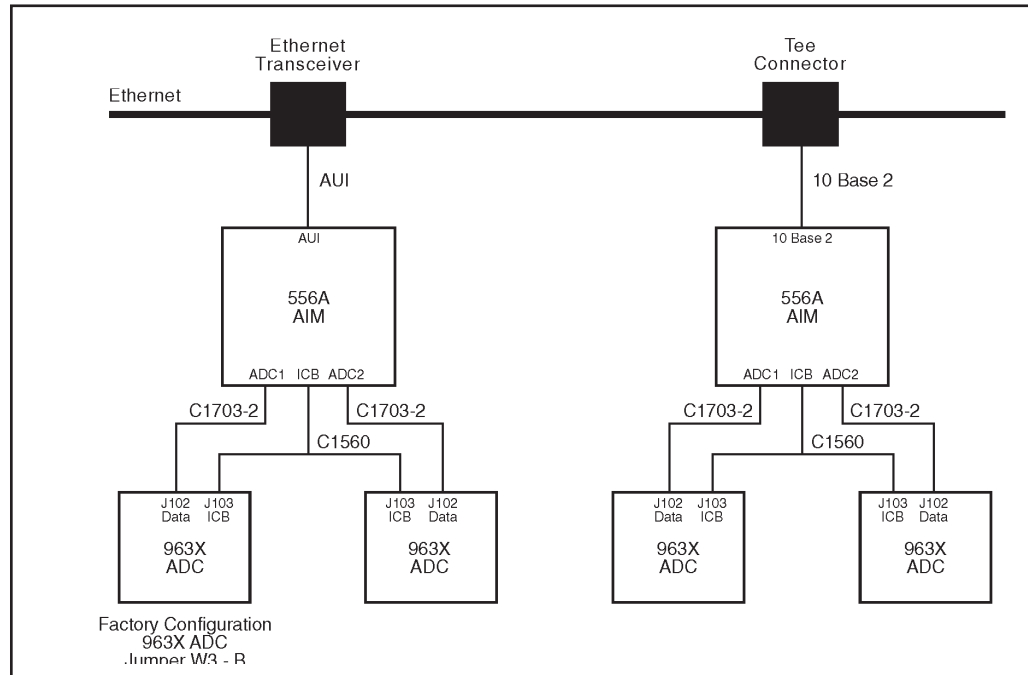 Ethernet
Transceiver
Tee
Connector
Ethernet
AUI
10 Base 2
AUI
10 Base 2
556A
AIM
556A
AIM
ADC1 ICB ADC2
ADC1 ICB ADC2
C1703-2
C1703-2
C1703-2
C1703-2
C1560
C1560
J102
Data
J103
ICB
J103
ICB
J102
Data
J102
Data
J103
ICB
J103
ICB
J102
Data
963X
ADC
963X
ADC
963X
ADC
963X
ADC
Factory Configuration
963X ADC
Jumper W3 - B